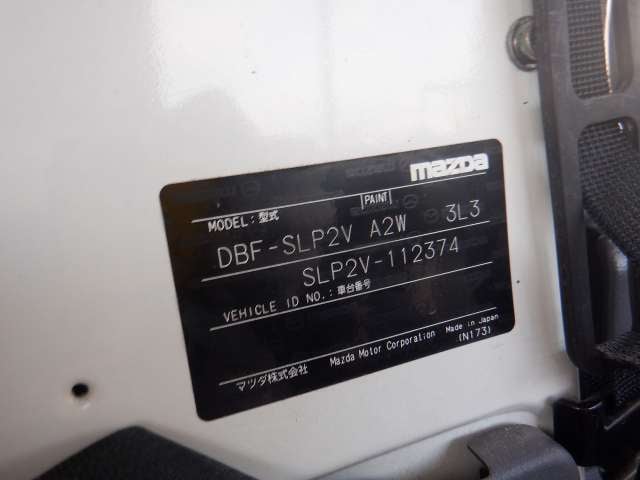 mazda
MODEL:型式 PAINT
DBF-SLP2V A2W 3L3
SLP2V-112374
VEHICLE ID NO.:車台番号
マツダ株式会社 Mazda Motor Corporation Made in Japan
(N173)